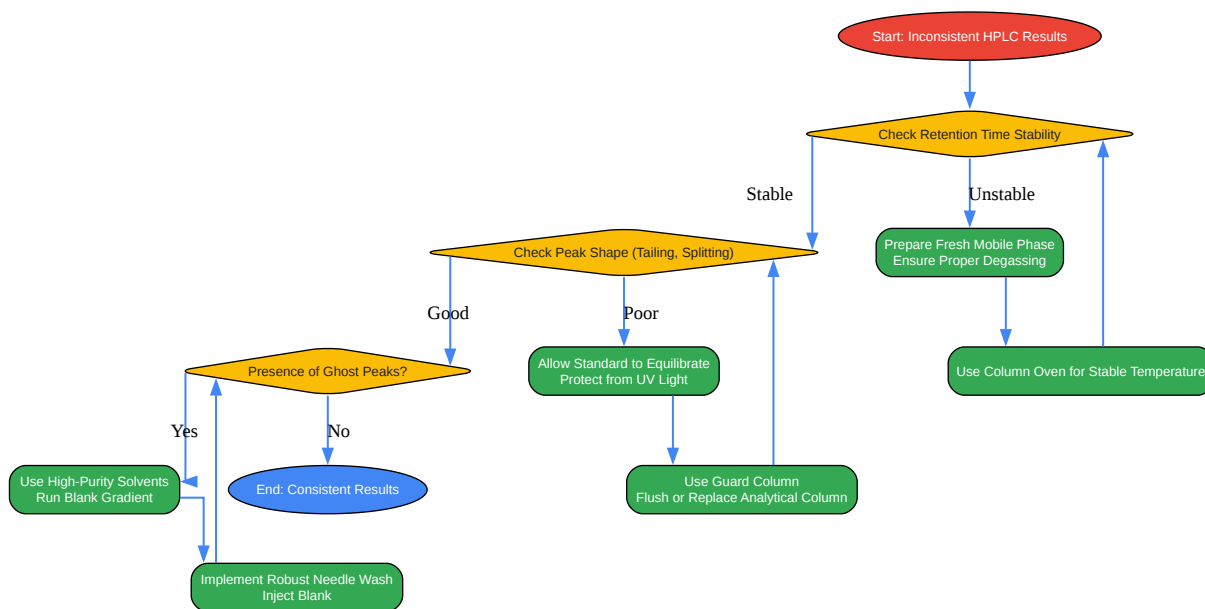 Start: Inconsistent HPLC Results
Check Retention Time Stability
Stable
Unstable
Prepare Fresh Mobile Phase
Ensure Proper Degassing
Check Peak Shape (Tailing, Splitting)
Good
Poor
Allow Standard to Equilibrate
Protect from UV Light
Use Column Oven for Stable Temperature
Presence of Ghost Peaks?
Yes
No
Use High-Purity Solvents
Run Blank Gradient
End: Consistent Results
Use Guard Column
Flush or Replace Analytical Column
Implement Robust Needle Wash
Inject Blank